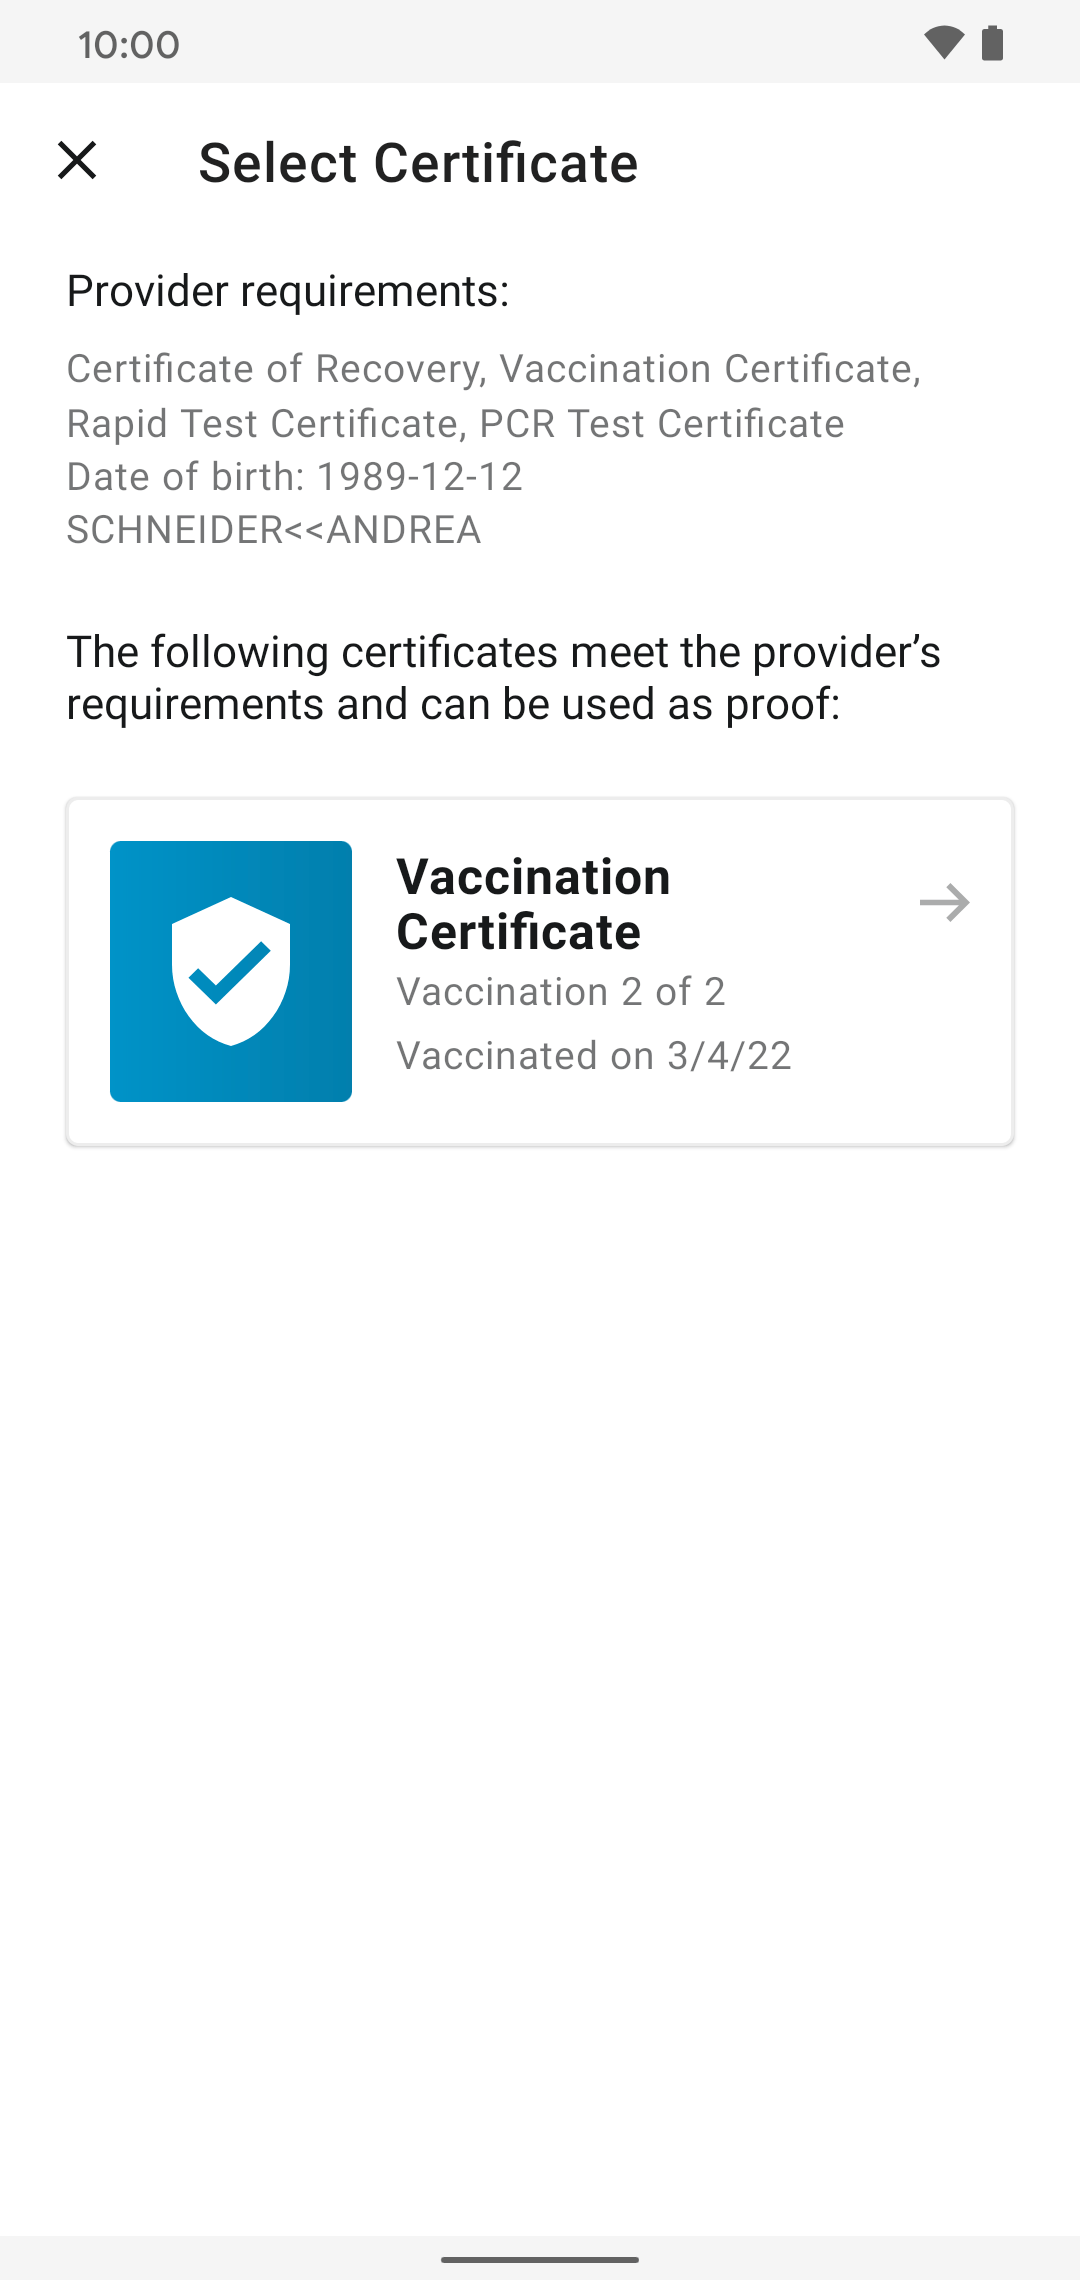 10:00
Select Certificate
Provider requirements:
Certificate of Recovery, Vaccination Certificate,
Rapid Test Certificate, PCR Test Certificate
Date of birth: 1989-12-12
SCHNEIDER<<ANDREA
The following certificates meet the provider’s
requirements and can be used as proof:
Vaccination
Certificate
Vaccination 2 of 2
Vaccinated on 3/4/22